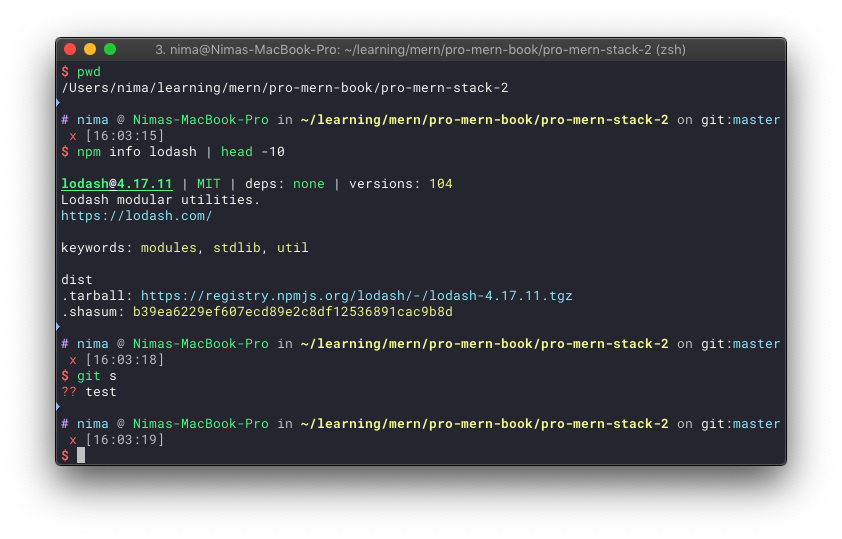 3. nima@Nimas-MacBook-Pro: ~/learning/mern/pro-mern-book/pro-mern-stack-2 (zsh)
$ pwd
/Users/nima/learning/mern/pro-mern-book/pro-mern-stack-2
# nima @ Nimas-MacBook-Pro in ~/learning/mern/pro-mern-book/pro-mern-stack-2 on git:master
x [16:03:15]
$ npm info lodash | head -10
lodash@4.17.11 | MIT | deps: none | versions: 104
Lodash modular utilities.
https://lodash.com/
keywords: modules, stdlib, util
dist
.tarball: https://registry.npmjs.org/lodash/-/lodash-4.17.11.tgz
.shasum: b39ea6229ef607ecd89e2c8df12536891cac9b8d
# nima @ Nimas-MacBook-Pro in ~/learning/mern/pro-mern-book/pro-mern-stack-2 on git:master
x [16:03:18]
$ git s
?? test
# nima @ Nimas-MacBook-Pro in ~/learning/mern/pro-mern-book/pro-mern-stack-2 on git:master
x [16:03:19]
$